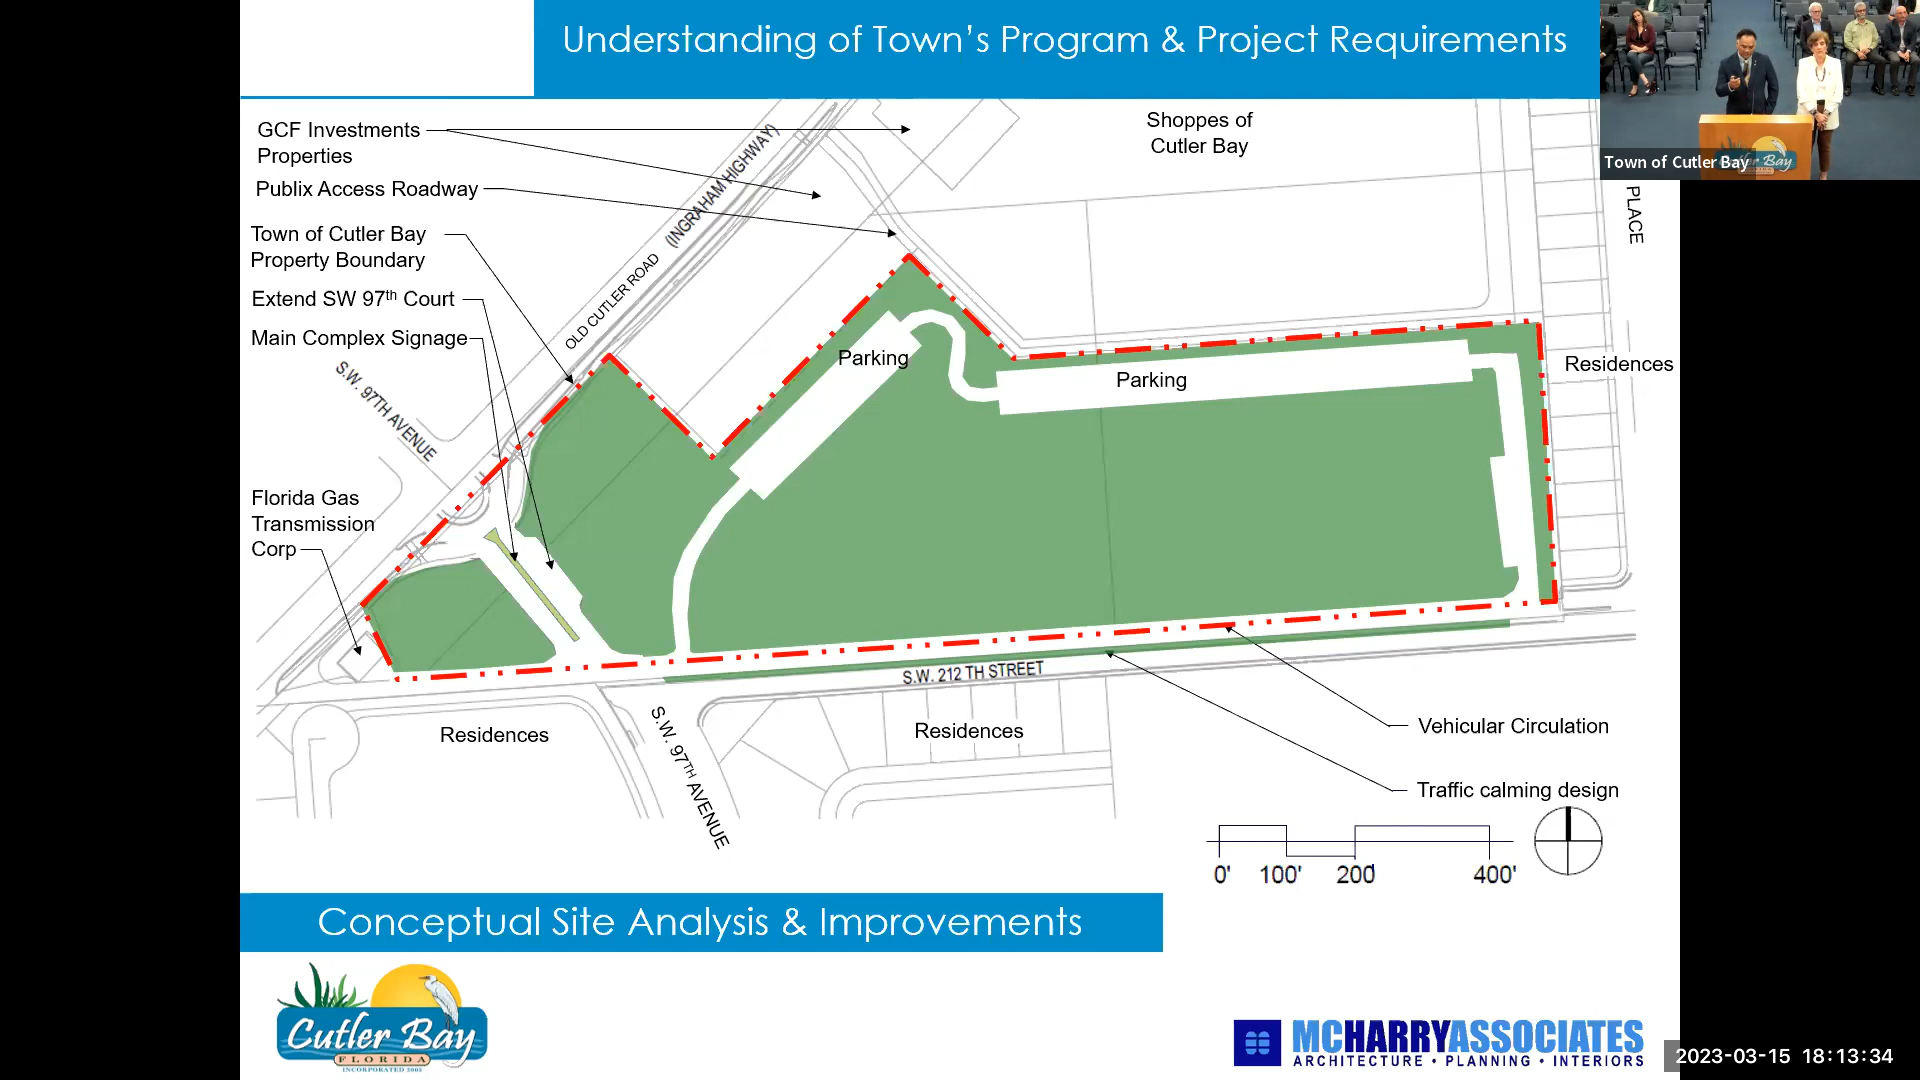 Understanding of Town's Program & Project Requirements
Town of Cutler Bay
GCF Investments
Properties
Publix Access Roadway
Town of Cutler Bay
Property Boundary
Extend SW 97th Court
Main Complex Signage
S.W. 97TH AVENUE
OLD CUTLER ROAD
(INGRAHAM HIGHWAY)
Shoppes of
Cutler Bay
PLACE
Parking
Parking
Residences
Florida Gas
Transmission
Corp
S.W. 212 TH STREET
Residences
S.W. 97TH AVENUE
Residences
Vehicular Circulation
Traffic calming design
0' 100' 200' 400'
Conceptual Site Analysis & Improvements
Cutler Bay
FLORIDA
INCORPORATED 2005
MCHARRYASSOCIATES
ARCHITECTURE • PLANNING • INTERIORS
2023-03-15 18:13:34